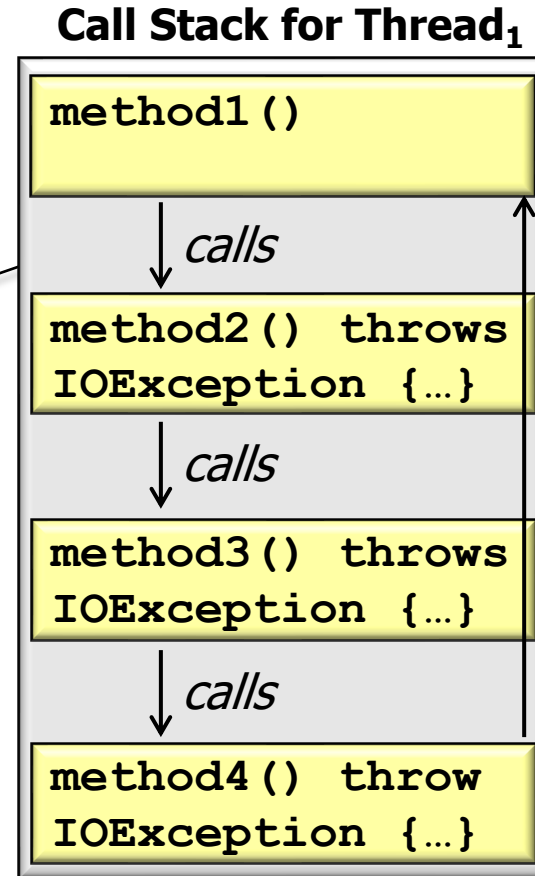 Call Stack for Thread₁
method1()
calls
method2() throws
IOException {…}
calls
method3() throws
IOException {…}
calls
method4() throw
IOException {…}